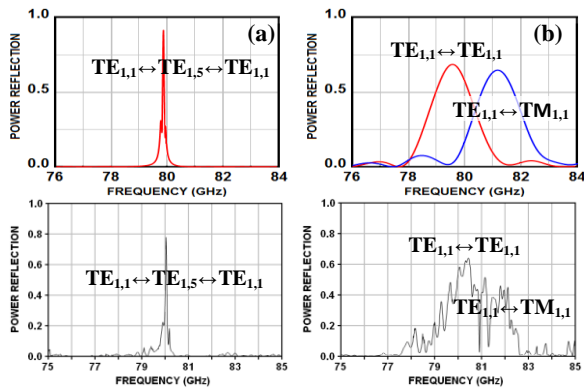 (a)
TE1,1↔TE1,5↔TE1,1
POWER REFLECTION
1.0
0.5
0.0
76 78 80 82 84
FREQUENCY (GHz)
(b)
TE1,1↔TE1,1
TE1,1↔TM1,1
POWER REFLECTION
1.0
0.5
0.0
76 78 80 82 84
FREQUENCY (GHz)
TE1,1↔TE1,5↔TE1,1
POWER REFLECTION
1.0
0.8
0.6
0.4
0.2
0.0
75 77 79 81 83 85
FREQUENCY (GHz)
TE1,1↔TE1,1
TE1,1↔TM1,1
POWER REFLECTION
1.0
0.8
0.6
0.4
0.2
0.0
75 77 79 81 83 85
FREQUENCY (GHz)